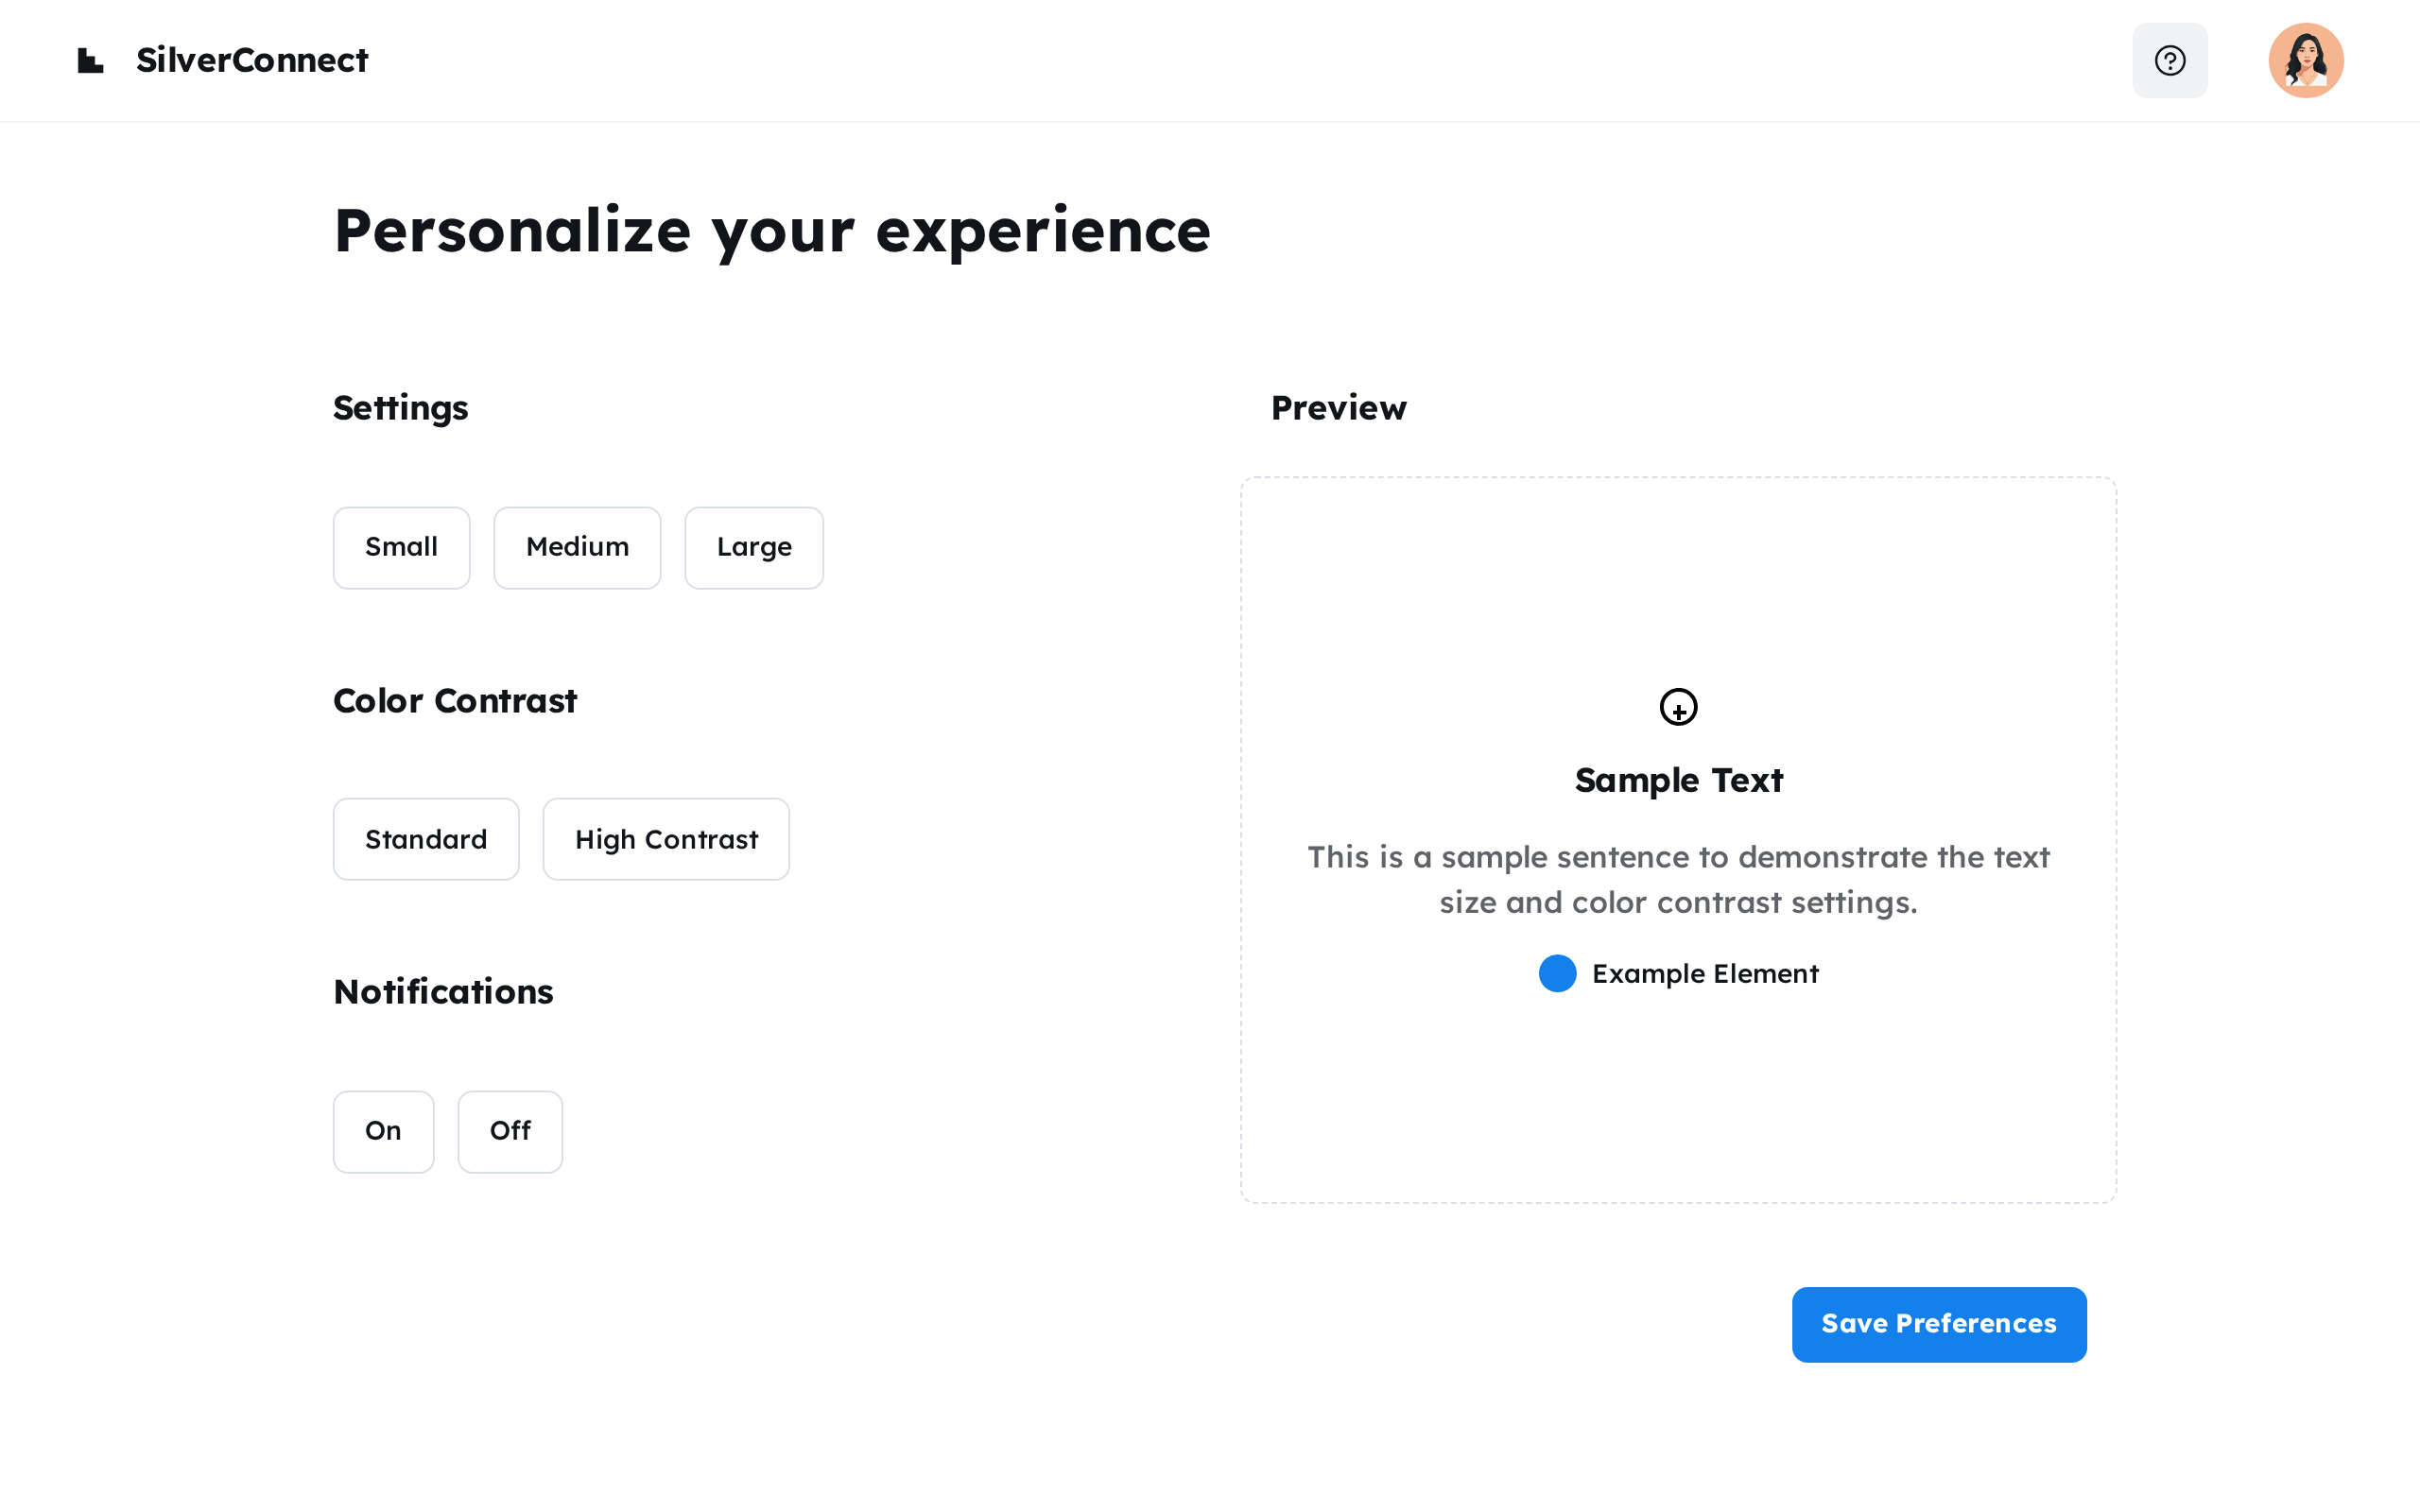 SilverConnect
Personalize your experience
Settings
Small
Medium
Large
Color Contrast
Standard
High Contrast
Notifications
On
Off
Preview
Sample Text
This is a sample sentence to demonstrate the text
size and color contrast settings.
Example Element
Save Preferences